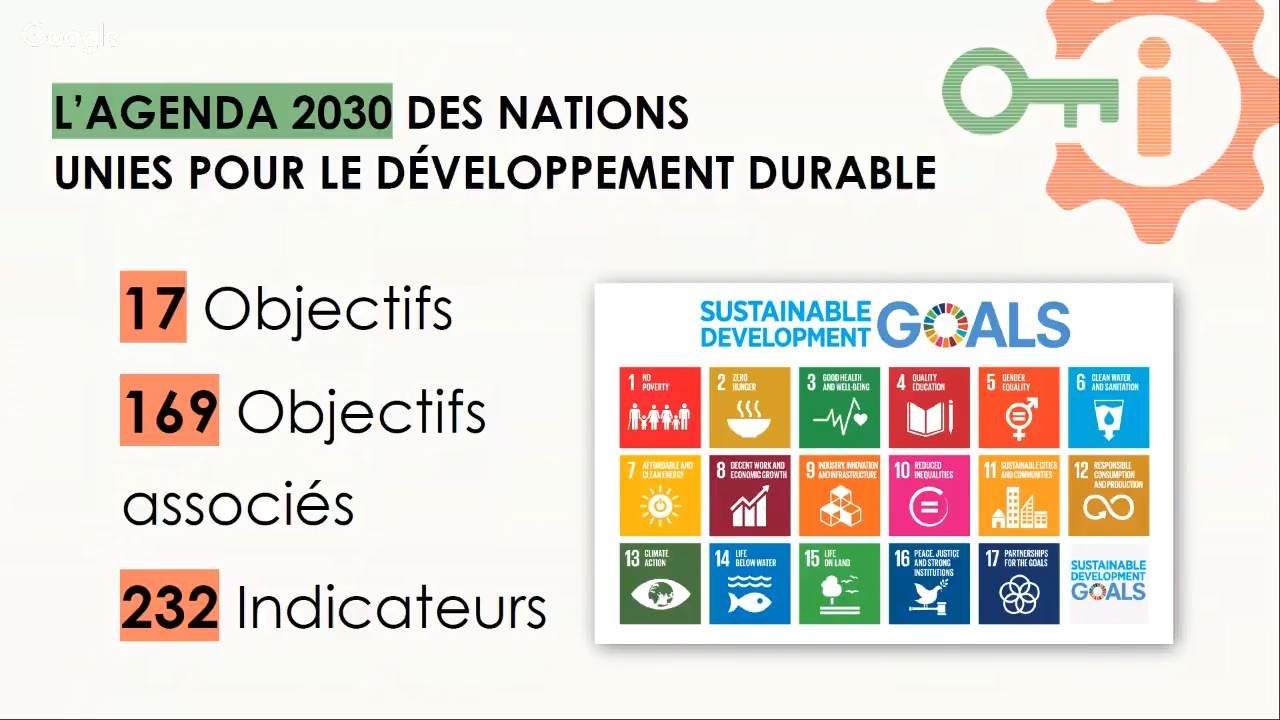 Google
L'AGENDA 2030 DES NATIONS
UNIES POUR LE DÉVELOPPEMENT DURABLE
17 Objectifs
169 Objectifs
associés
232 Indicateurs
SUSTAINABLE
DEVELOPMENT
GOALS
1 NO
POVERTY
2 ZERO
HUNGER
3 GOOD HEALTH
AND WELL-BEING
4 QUALITY
EDUCATION
5 GENDER
EQUALITY
6 CLEAN WATER
AND SANITATION
7 AFFORDABLE AND
CLEAN ENERGY
8 DECENT WORK AND
ECONOMIC GROWTH
9 INDUSTRY, INNOVATION
AND INFRASTRUCTURE
10 REDUCED
INEQUALITIES
11 SUSTAINABLE CITIES
AND COMMUNITIES
12 RESPONSIBLE
CONSUMPTION
AND PRODUCTION
13 CLIMATE
ACTION
14 LIFE
BELOW WATER
15 LIFE
ON LAND
16 PEACE, JUSTICE
AND STRONG
INSTITUTIONS
17 PARTNERSHIPS
FOR THE GOALS
SUSTAINABLE
DEVELOPMENT
GOALS